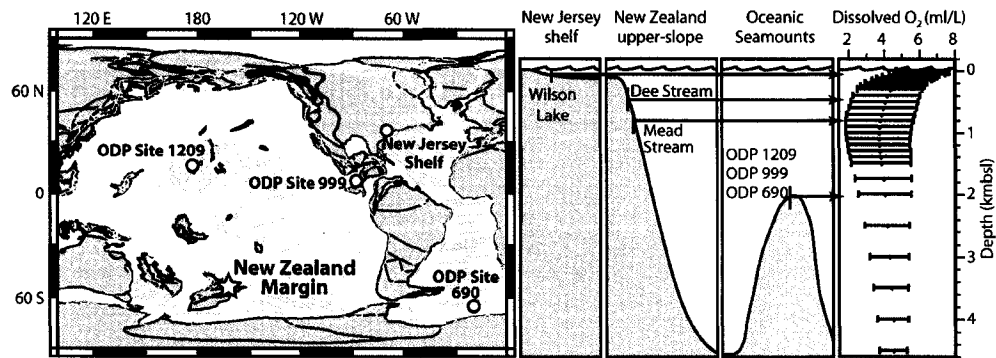 120 E 180 120 W 60 W
60 N
0
60 S
ODP Site 1209
ODP Site 999
New Jersey
Shelf
New Zealand
Margin
ODP Site
690
New Jersey
shelf
New Zealand
upper-slope
Oceanic
Seamounts
Dissolved O2 (ml/L)
2 4 6 8
Wilson
Lake
Dee Stream
Mead
Stream
ODP 1209
ODP 999
ODP 690
0
1
2
3
4
Depth (kmbsl)